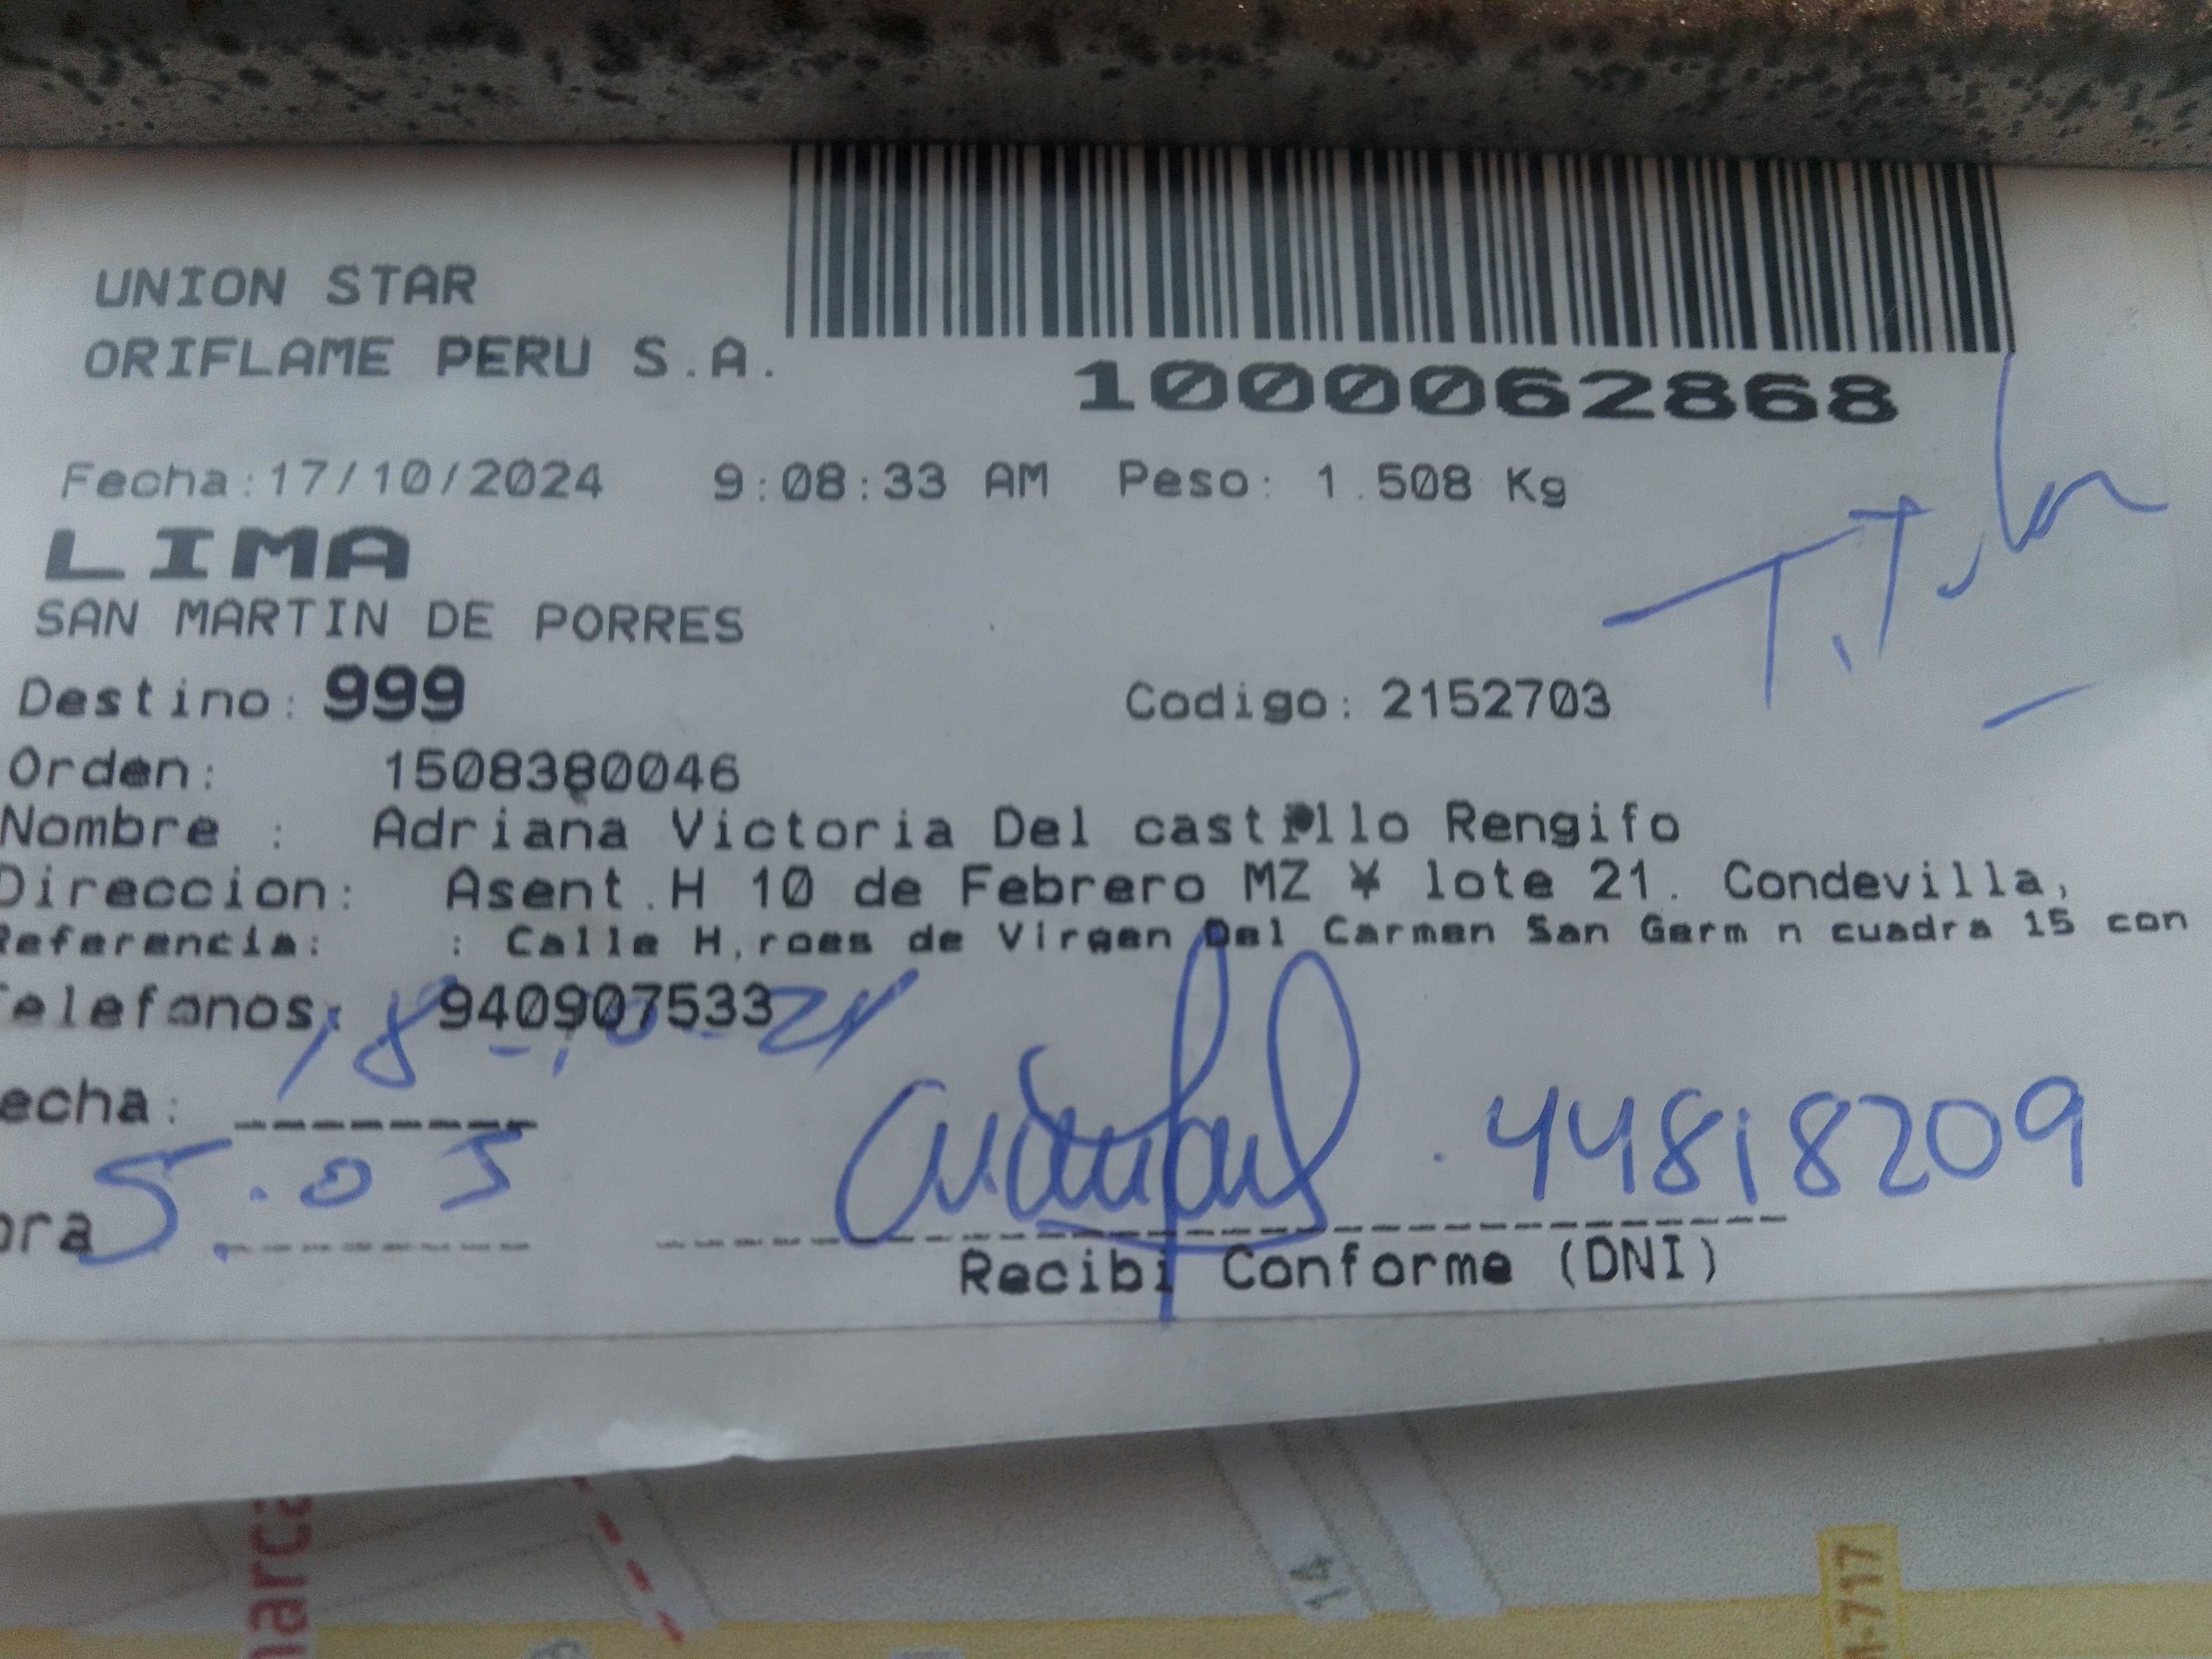 UNION STAR
ORIFLAME PERU S.A.
1000062868
Fecha:17/10/2024 9:08:33 AM Peso: 1.508 Kg
LIMA
SAN MARTIN DE PORRES
Destino: 999 Codigo: 2152703
Orden: 1508380046
Nombre : Adriana Victoria Del castillo Rengifo
Direccion: Asent.H 10 de Febrero MZ ¥ lote 21. Condevilla,
Referencia: : Calle H,roes de Virgen Del Carmen San Germ n cuadra 15 con
Telefonos: 940907533
echa: 18-10-24
ora 5:05
44818209
Recibi Conforme (DNI)
marca
14
717